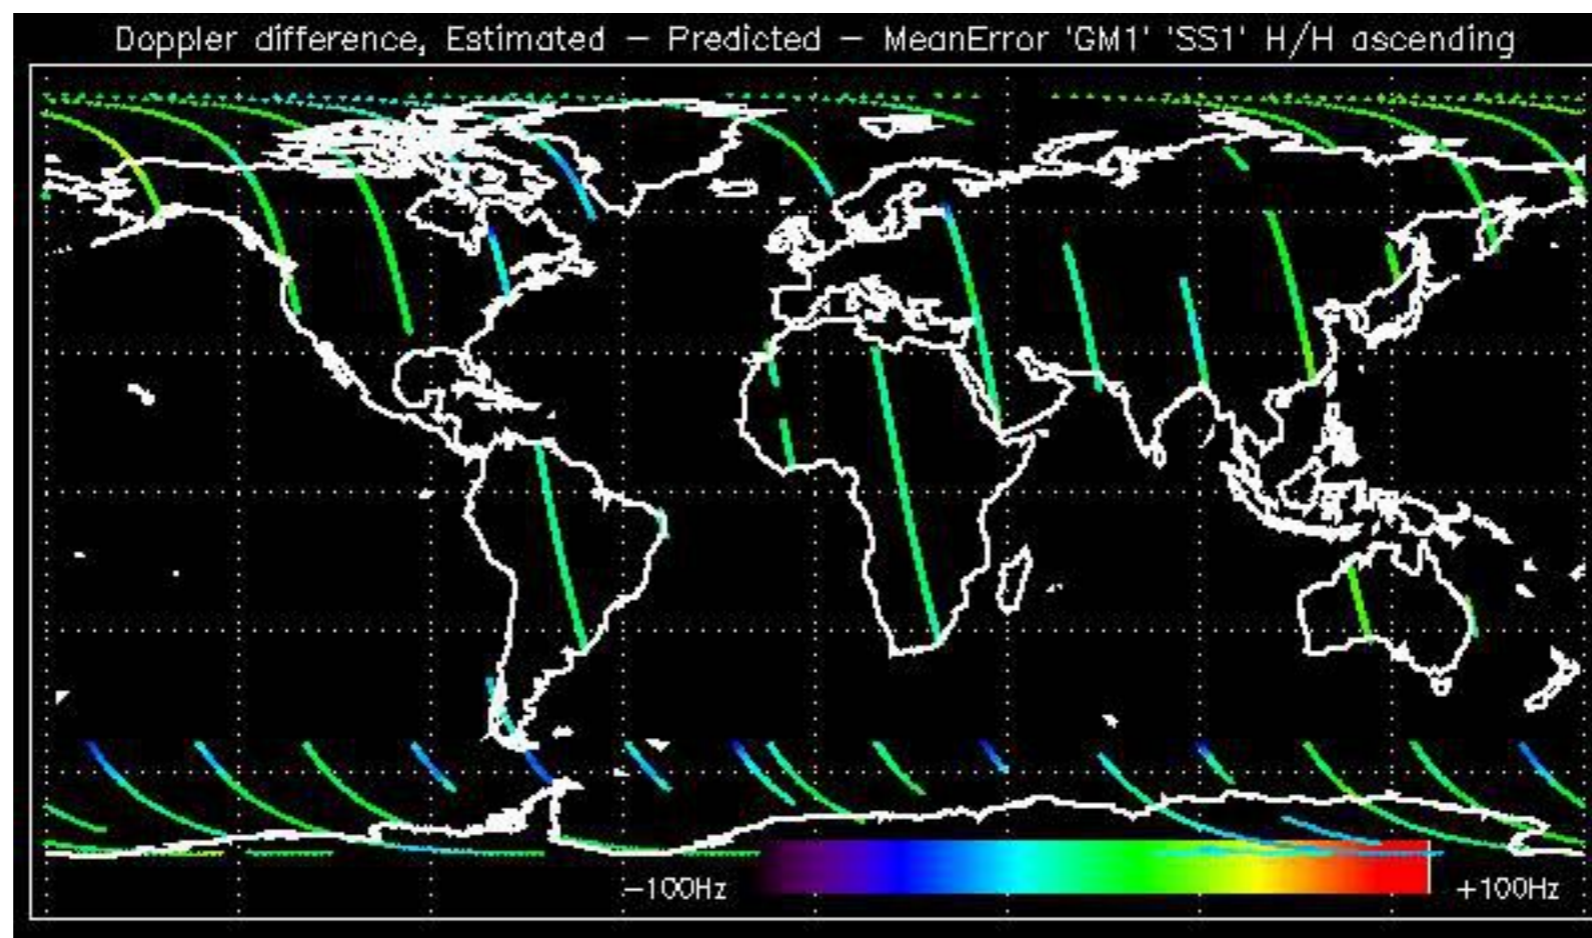 Doppler difference, Estimated – Predicted – MeanError 'GM1' 'SS1' H/H ascending
-100Hz
+100Hz